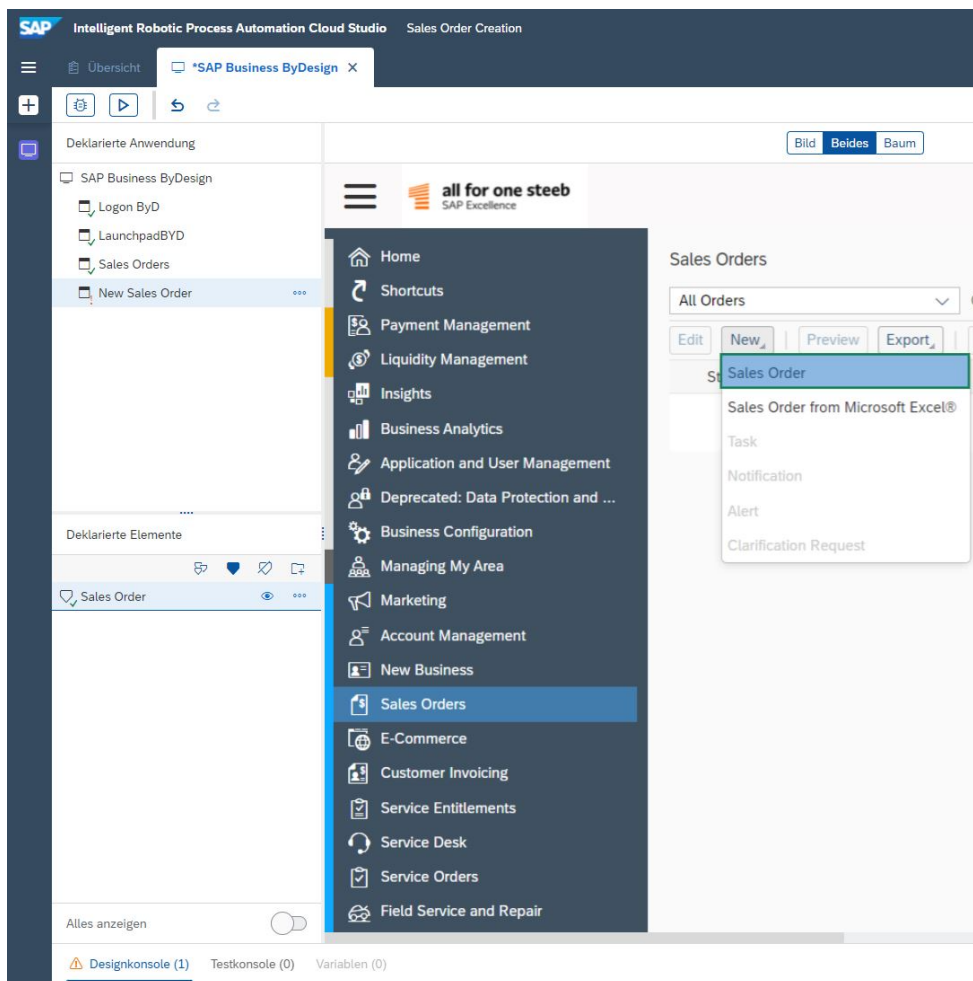 SAP Intelligent Robotic Process Automation Cloud Studio Sales Order Creation
Übersicht *SAP Business ByDesign X
Deklarierte Anwendung
Bild Beides Baum
SAP Business ByDesign
Logon ByD
LaunchpadBYD
Sales Orders
New Sales Order
Deklarierte Elemente
Sales Order
Alles anzeigen
all for one steeb
SAP Excellence
Home
Shortcuts
Payment Management
Liquidity Management
Insights
Business Analytics
Application and User Management
Deprecated: Data Protection and ...
Business Configuration
Managing My Area
Marketing
Account Management
New Business
Sales Orders
E-Commerce
Customer Invoicing
Service Entitlements
Service Desk
Service Orders
Field Service and Repair
Sales Orders
All Orders
Edit New Preview Export
St
Sales Order
Sales Order from Microsoft Excel®
Task
Notification
Alert
Clarification Request
Designkonsole (1) Testkonsole (0) Variablen (0)